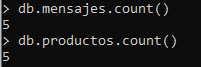 > db.mensajes.count()
5
> db.productos.count()
5